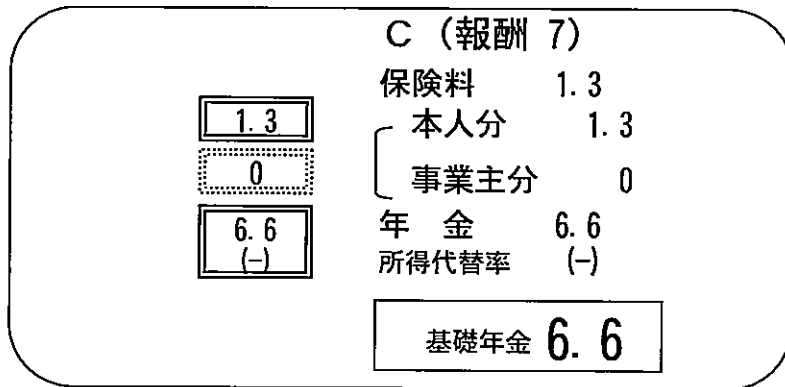 C (報酬 7)
保険料 1.3
1.3 本人分 1.3
0 事業主分 0
6.6 年 金 6.6
(-) 所得代替率 (-)
基礎年金 6.6